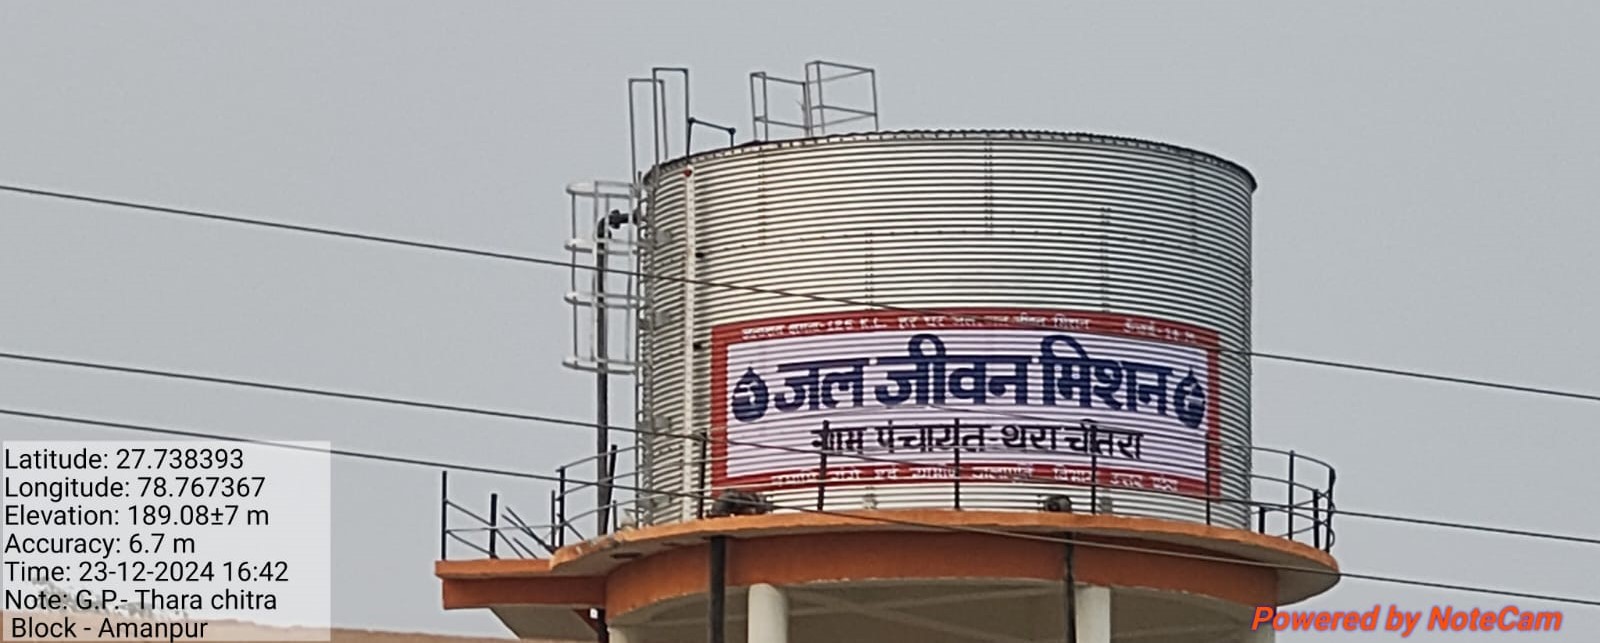 जल जीवन मिशन
ग्राम पंचायत-थरा चीतरा
Latitude: 27.738393
Longitude: 78.767367
Elevation: 189.08±7 m
Accuracy: 6.7 m
Time: 23-12-2024 16:42
Note: G.P.- Thara chitra
Block - Amanpur
Powered by NoteCam